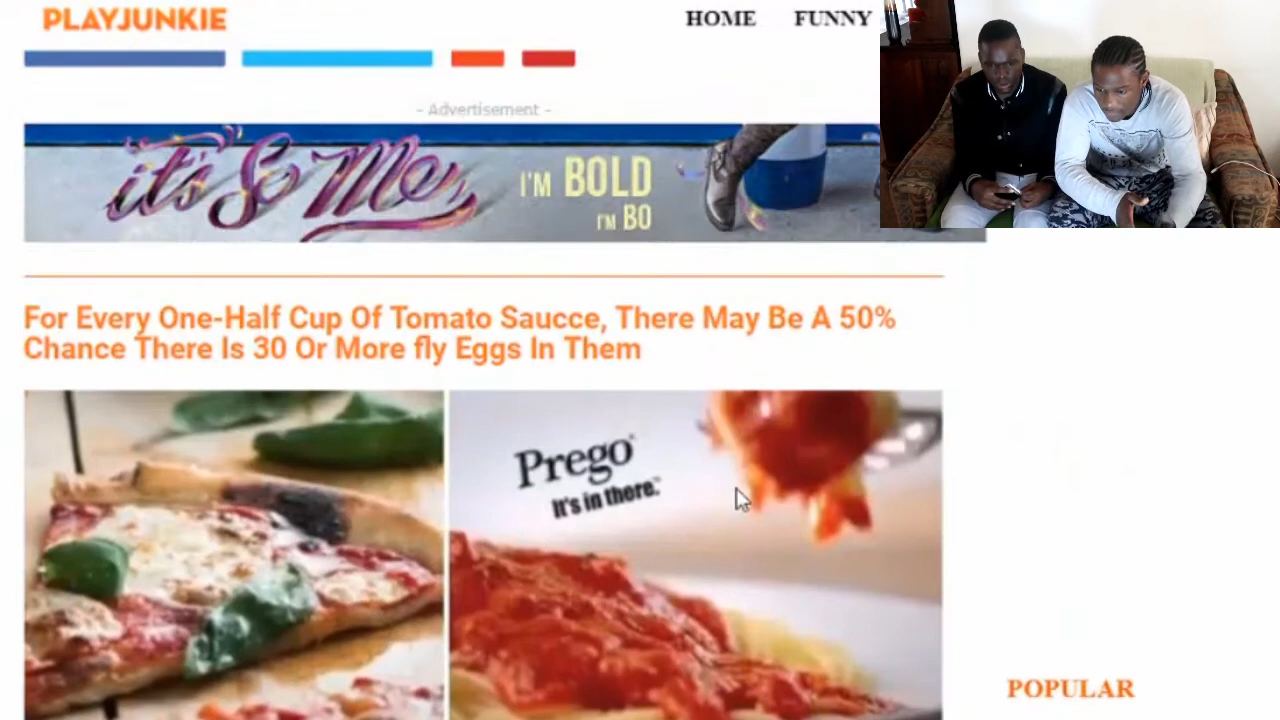 PLAYJUNKIE
HOME FUNNY
- Advertisement -
it's So Me
I'M BOLD
I'M BO
For Every One-Half Cup Of Tomato Saucce, There May Be A 50%
Chance There Is 30 Or More fly Eggs In Them
Prego
It's in there.
POPULAR